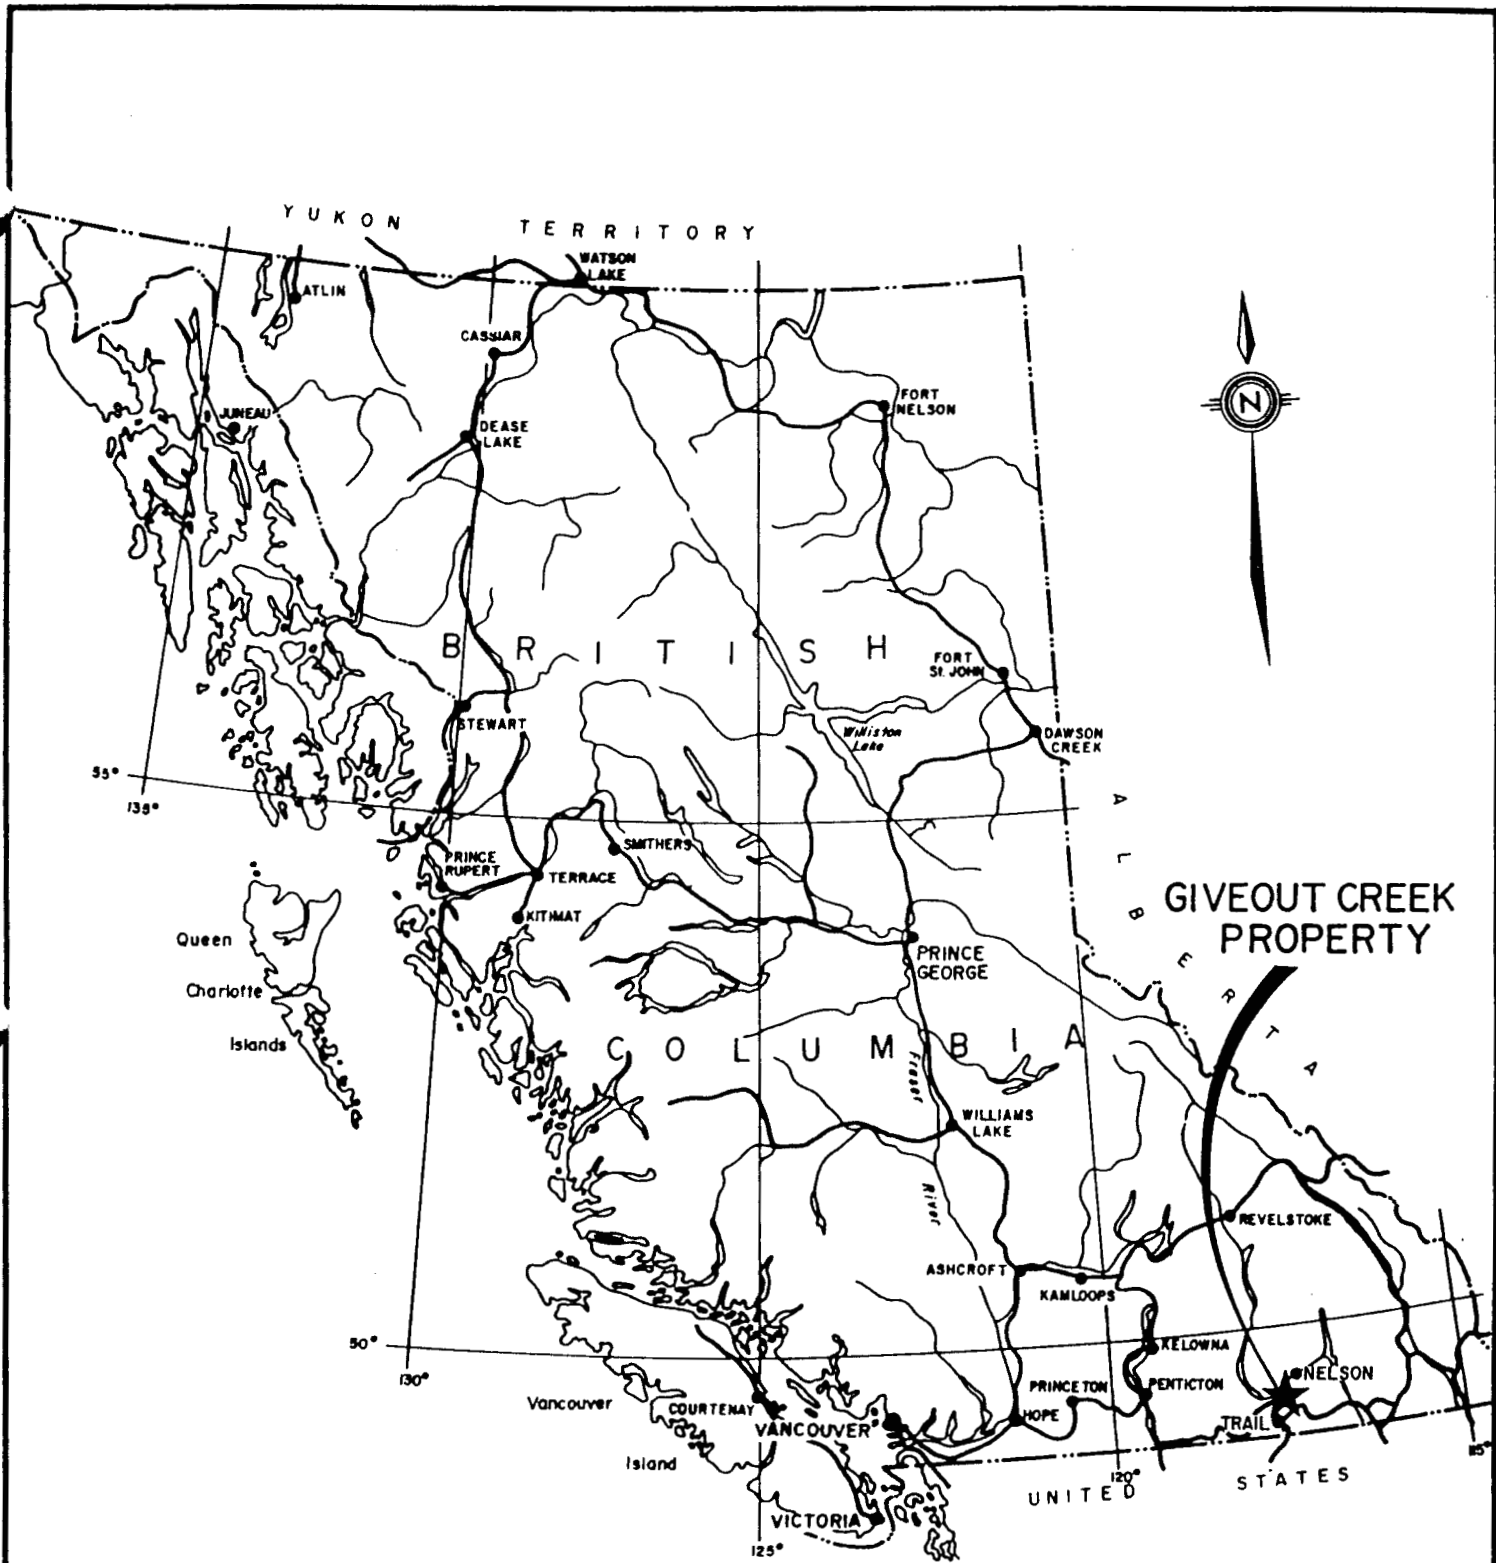 YUKON TERRITORY
WATSON
LAKE
ATLIN
CASSIAR
JUNEAU
DEASE
LAKE
FORT
NELSON
N
BRITISH
FORT
St. JOHN
STEWART
Williston
Lake
DAWSON
CREEK
55°
135°
ALBERTA
PRINCE
RUPERT
SMITHERS
TERRACE
KITIMAT
GIVEOUT CREEK
PROPERTY
Queen
Charlotte
Islands
PRINCE
GEORGE
COLUMBIA
Fraser
River
WILLIAMS
LAKE
REVELSTOKE
ASHCROFT
KAMLOOPS
50°
130°
KELOWNA
NELSON
PRINCETON
PENTICTON
Vancouver
Island
COURTENAY
VANCOUVER
HOPE
TRAIL
120°
115°
UNITED STATES
VICTORIA
125°